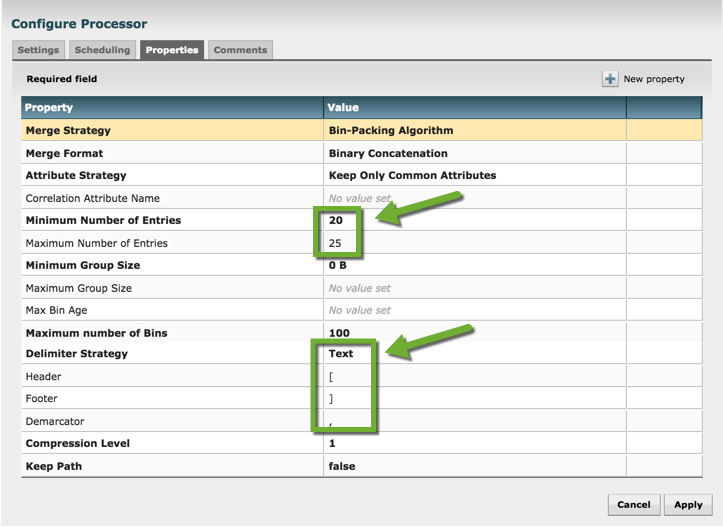 Configure Processor
Settings Scheduling Properties Comments
Required field New property
Property Value
Merge Strategy Bin-Packing Algorithm
Merge Format Binary Concatenation
Attribute Strategy Keep Only Common Attributes
Correlation Attribute Name No value set
Minimum Number of Entries 20
Maximum Number of Entries 25
Minimum Group Size 0 B
Maximum Group Size No value set
Max Bin Age No value set
Maximum number of Bins 100
Delimiter Strategy Text
Header [
Footer ]
Demarcator ,
Compression Level 1
Keep Path false
Cancel Apply